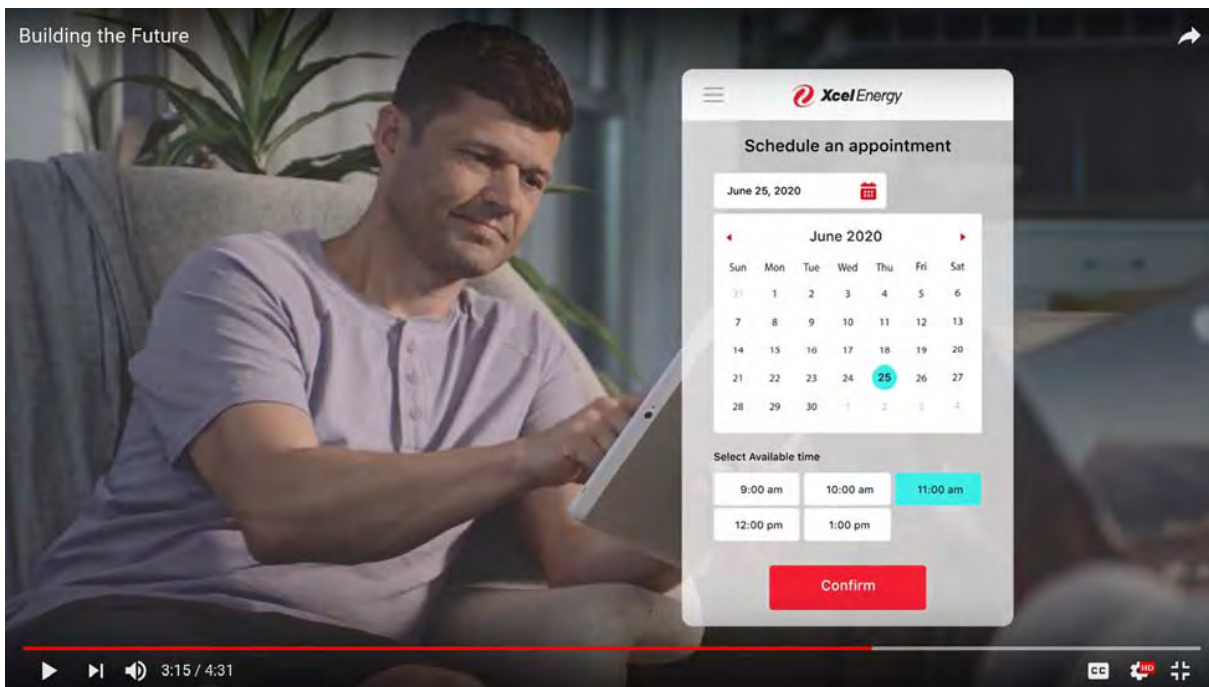 Building the Future
Xcel Energy
Schedule an appointment
June 25, 2020
June 2020
Sun Mon Tue Wed Thu Fri Sat
31 1 2 3 4 5 6
7 8 9 10 11 12 13
14 15 16 17 18 19 20
21 22 23 24 25 26 27
28 29 30 1 2 3 4
Select Available time
9:00 am 10:00 am 11:00 am
12:00 pm 1:00 pm
Confirm
3:15 / 4:31
CC HD